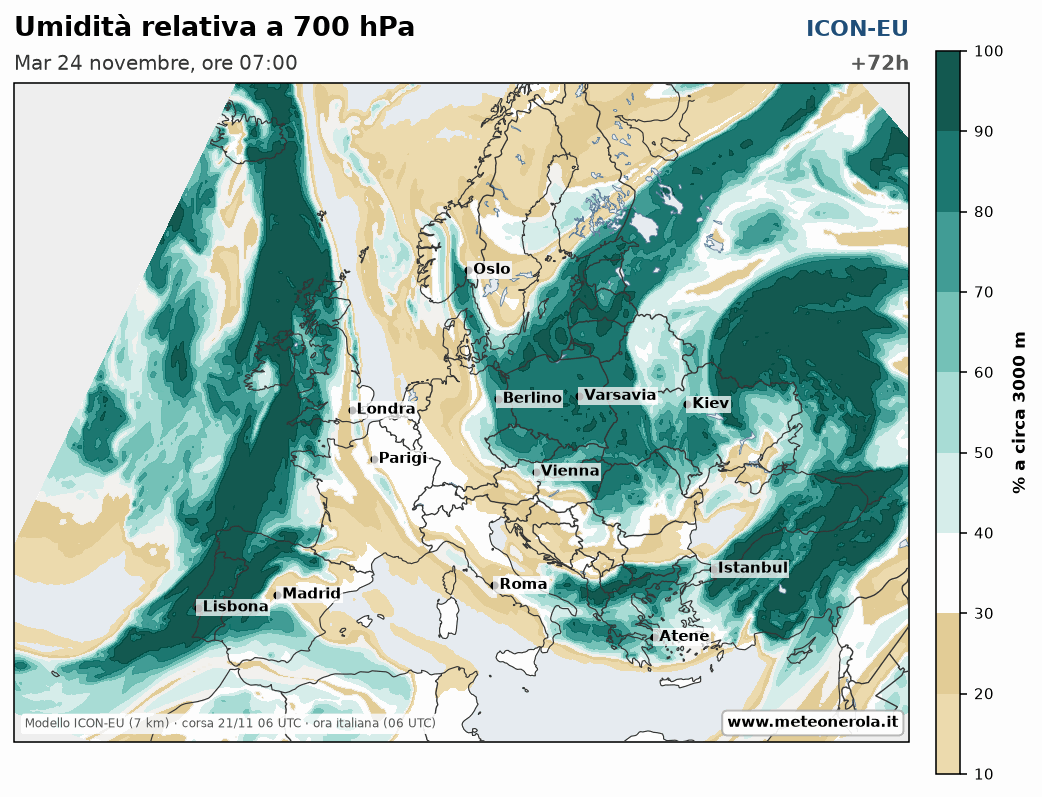 Umidità relativa a 700 hPa
ICON-EU
Mar 24 novembre, ore 07:00
+72h
100
90
80
70
60
50
40
30
20
10
% a circa 3000 m
Oslo
Berlino
Varsavia
Kiev
Londra
Parigi
Vienna
Istanbul
Roma
Madrid
Lisbona
Atene
Modello ICON-EU (7 km) · corsa 21/11 06 UTC · ora italiana (06 UTC)
www.meteonerola.it